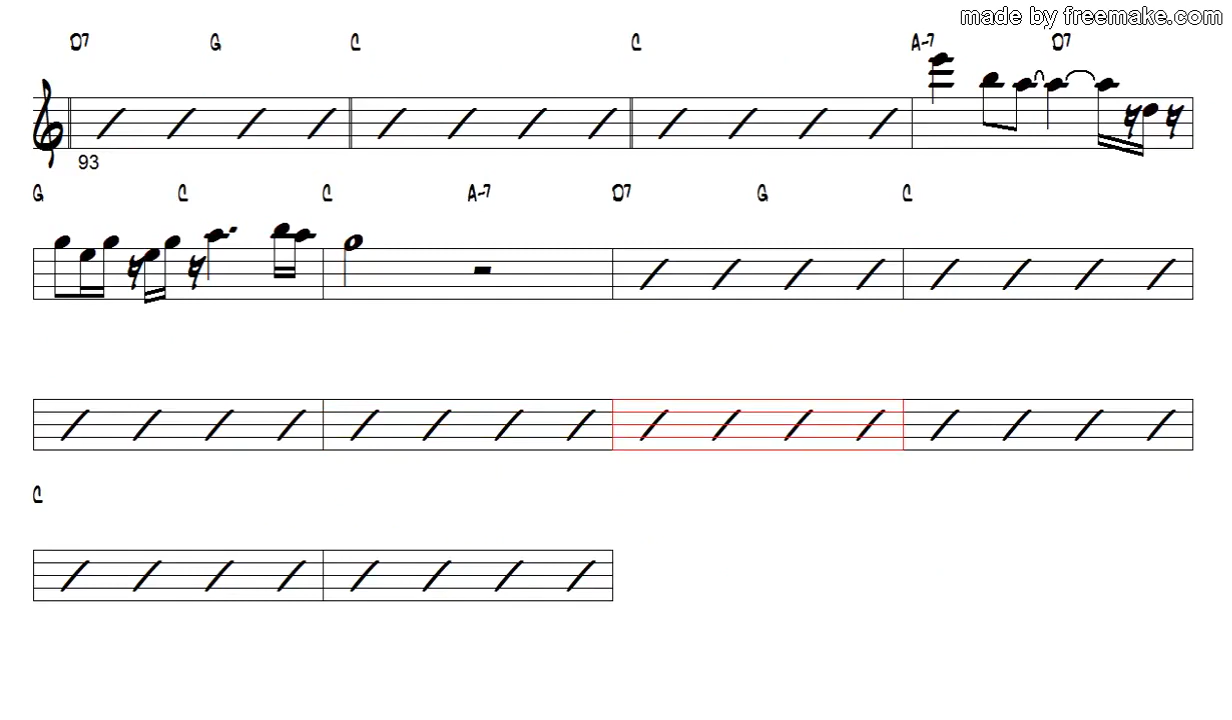 made by freemake.com
D7 G C C A-7 D7
93
G C C A-7 D7 G C
C